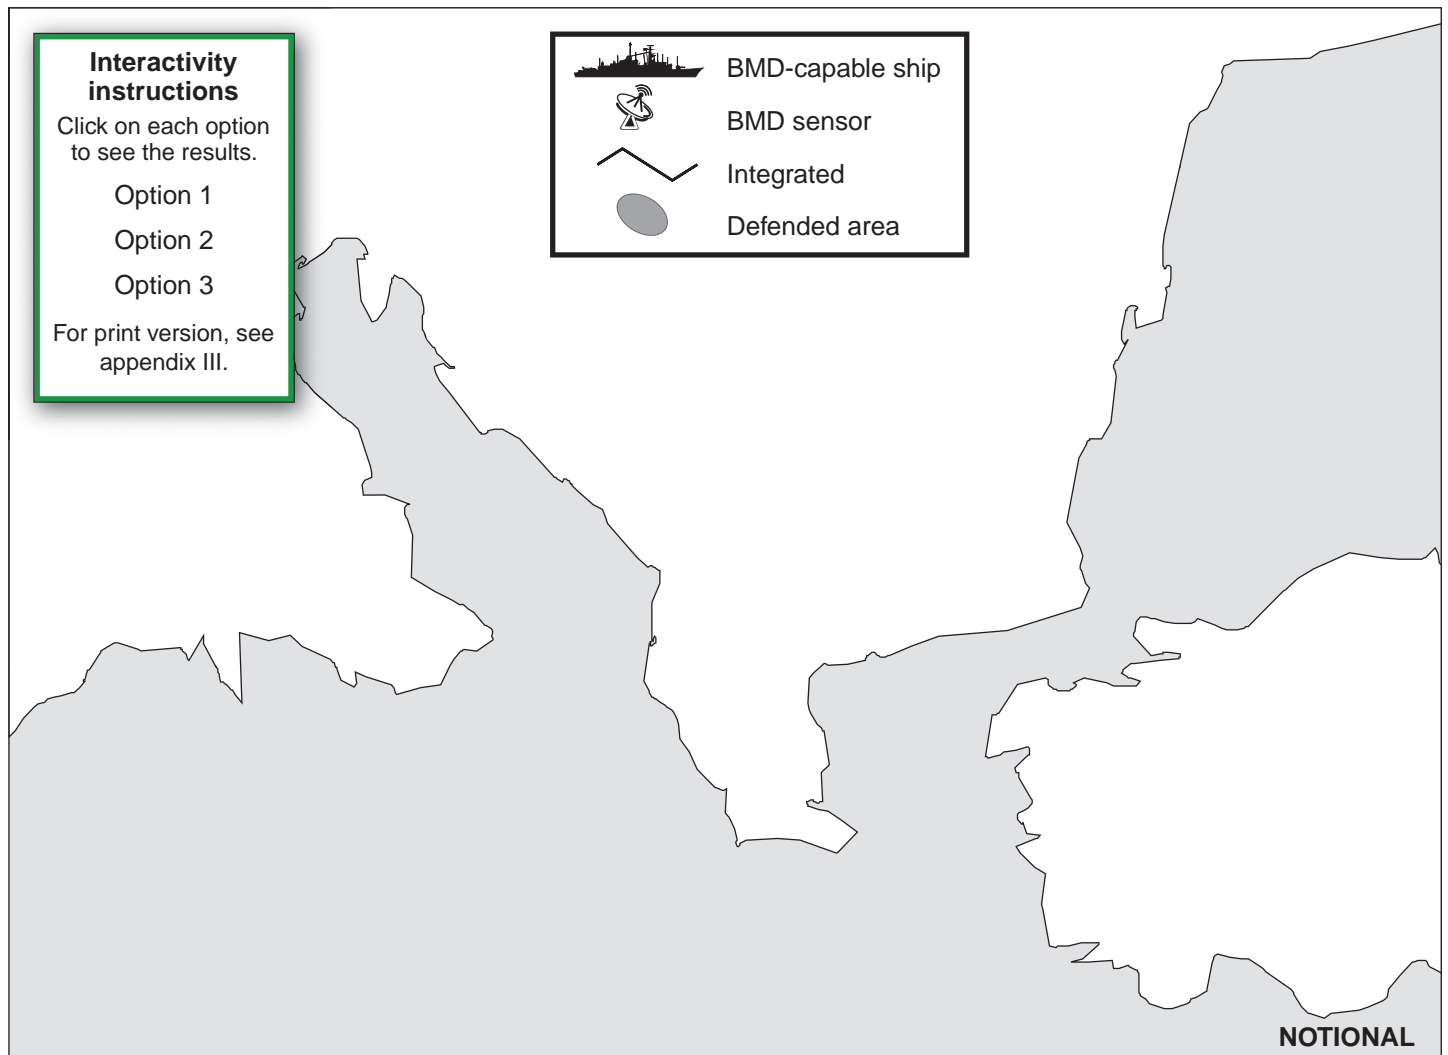 Interactivity
instructions
Click on each option
to see the results.
Option 1
Option 2
Option 3
For print version, see
appendix III.
BMD-capable ship
BMD sensor
Integrated
Defended area
NOTIONAL